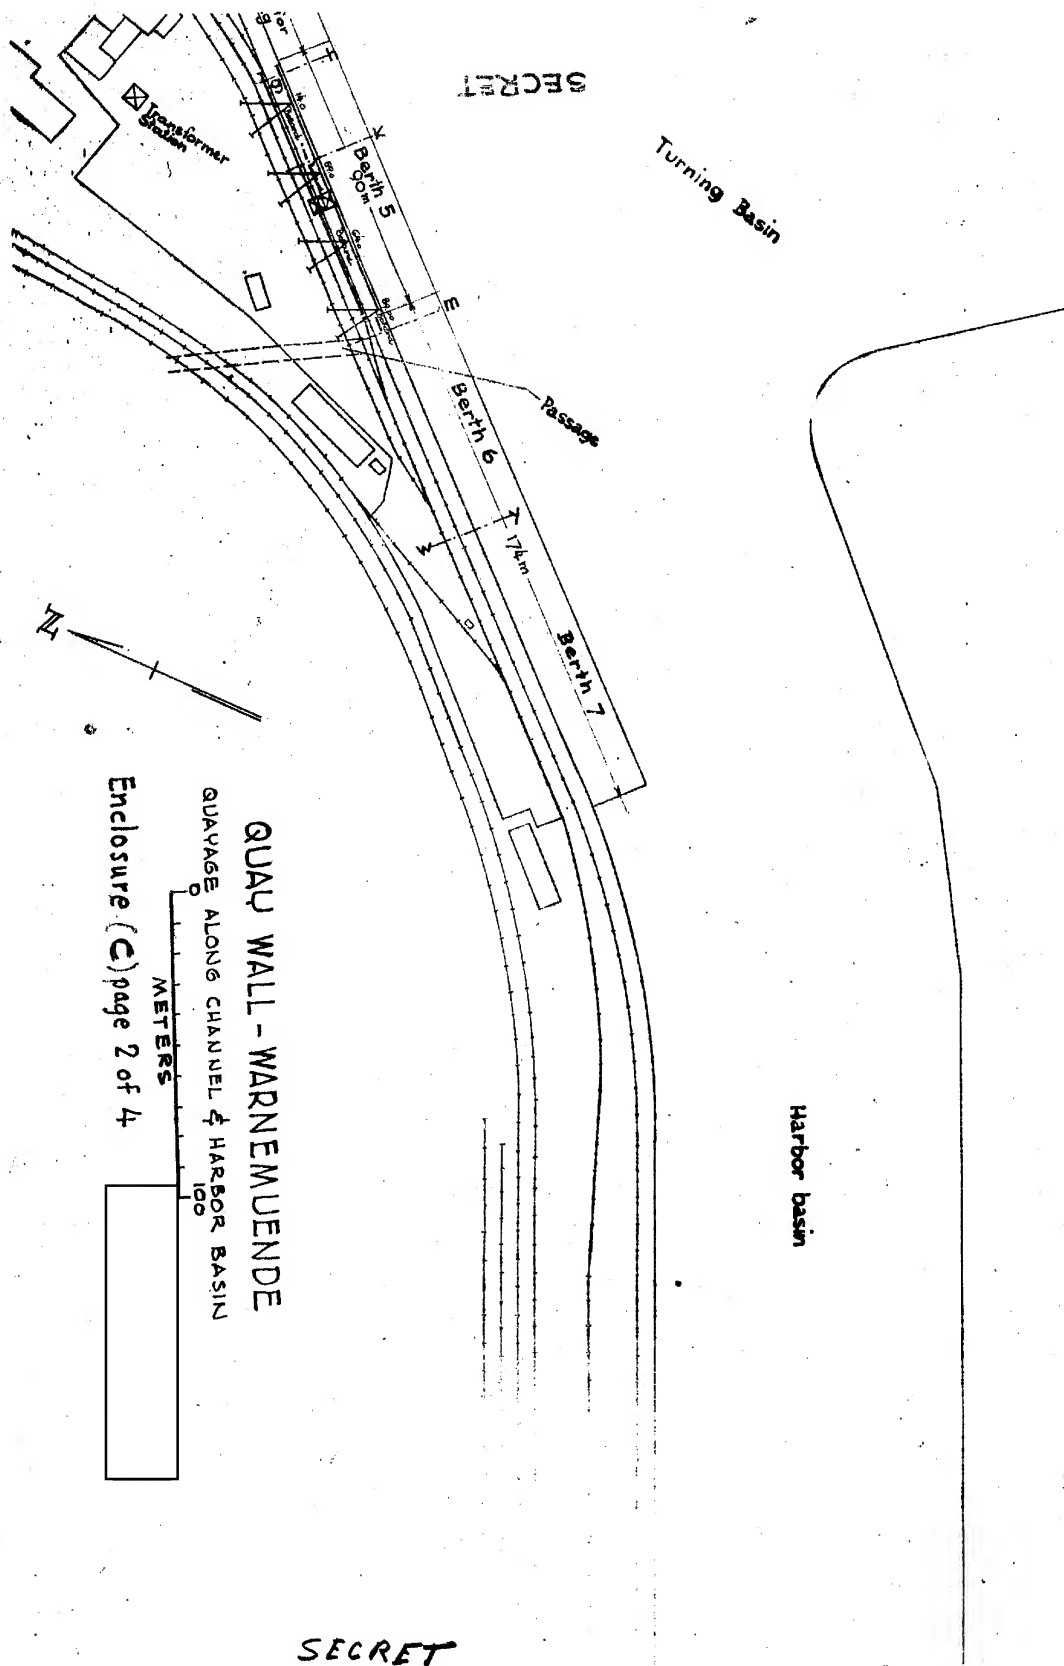 SECRET
Turning Basin
Transformer
Station
K
Berth 5
90m
m
Berth 6
Passage
W
Y
174m
Berth 7
N
QUAY WALL - WARNEMUENDE
QUAYAGE ALONG CHANNEL & HARBOR BASIN
0
100
METERS
Enclosure (C) page 2 of 4
Harbor basin
SECRET